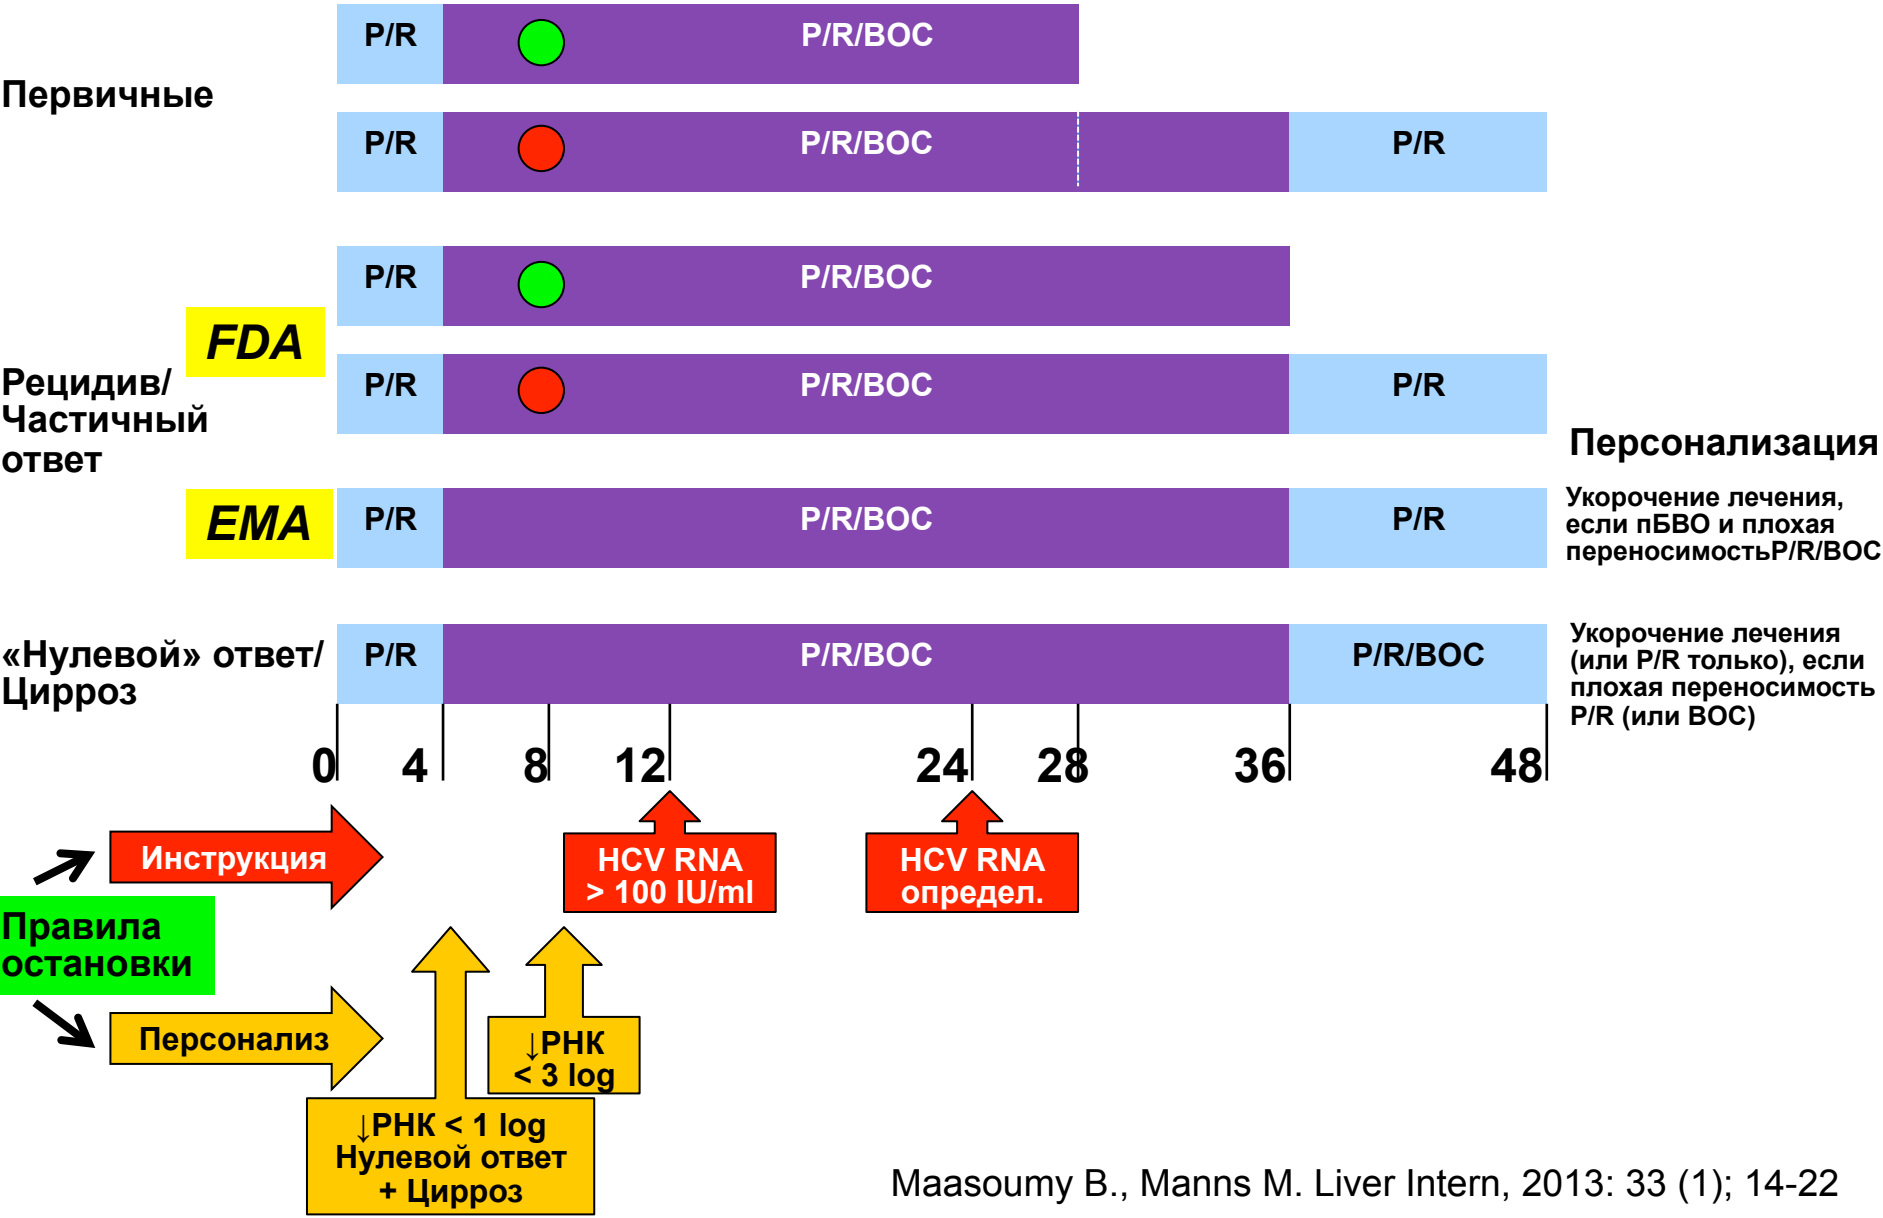 P/R
P/R/BOC
Первичные
P/R
P/R/BOC
P/R
P/R
P/R/BOC
FDA
Рецидив/
Частичный
ответ
P/R
P/R/BOC
P/R
Персонализация
EMA
P/R
P/R/BOC
P/R
Укорочение лечения,
если пБВО и плохая
переносимостьP/R/BOC
«Нулевой» ответ/
Цирроз
P/R
P/R/BOC
P/R/BOC
Укорочение лечения
(или P/R только), если
плохая переносимость
P/R (или BOC)
0 4 8 12 24 28 36 48
Инструкция
HCV RNA
> 100 IU/ml
HCV RNA
определ.
Правила
остановки
Персонализ
↓РНК
< 3 log
↓РНК < 1 log
Нулевой ответ
+ Цирроз
Maasoumy B., Manns M. Liver Intern, 2013: 33 (1); 14-22